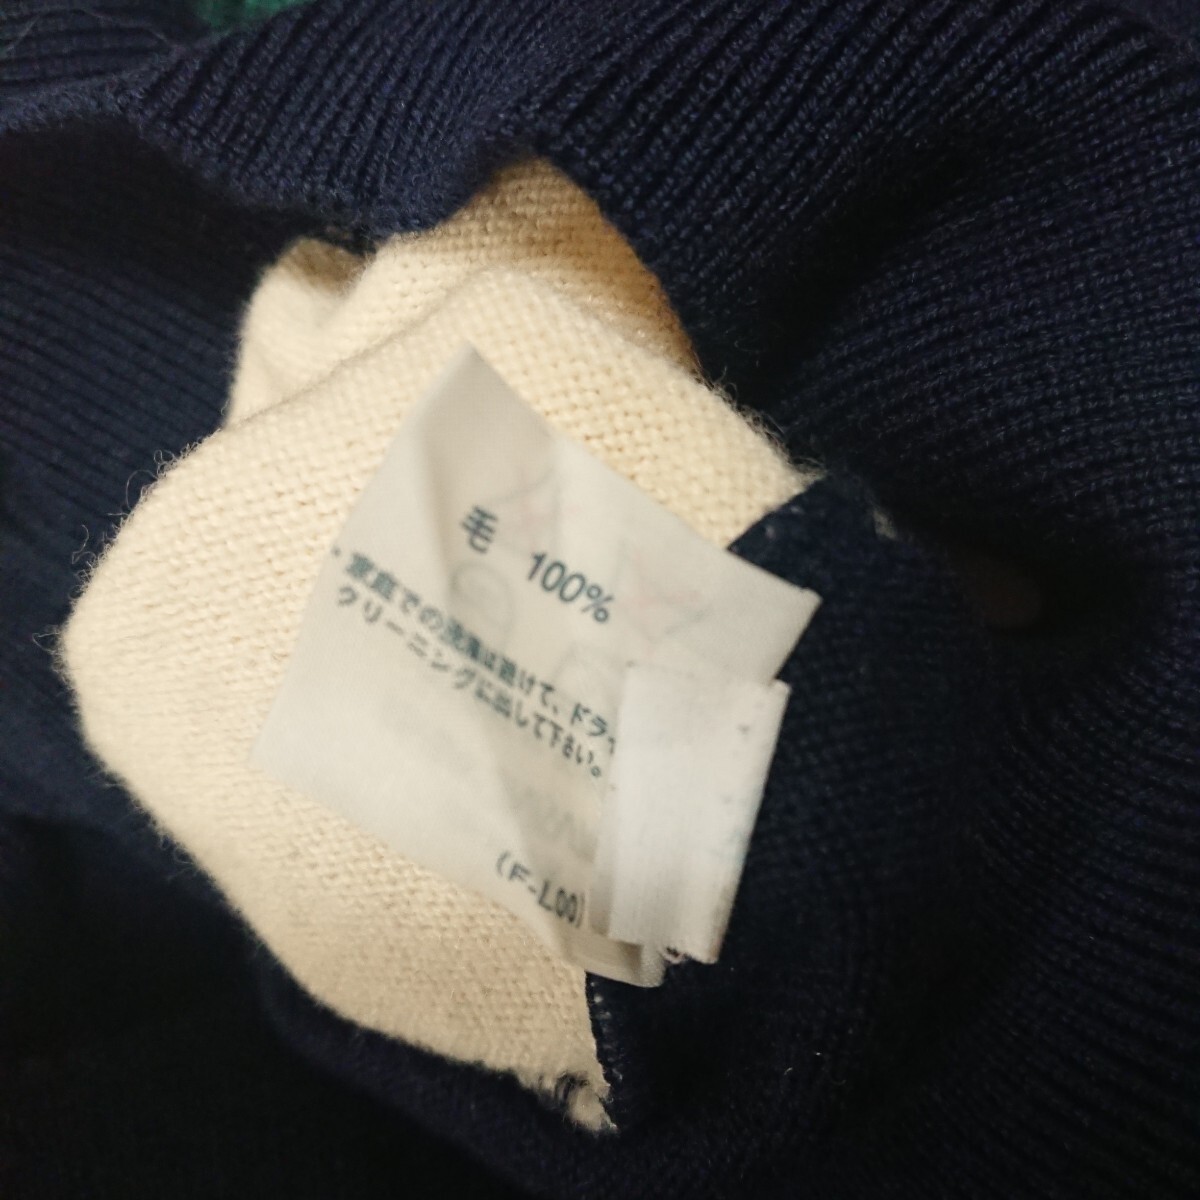 毛 100%
・家庭での洗濯は避けて、ドライ
クリーニングに出して下さい。
(F-L00)